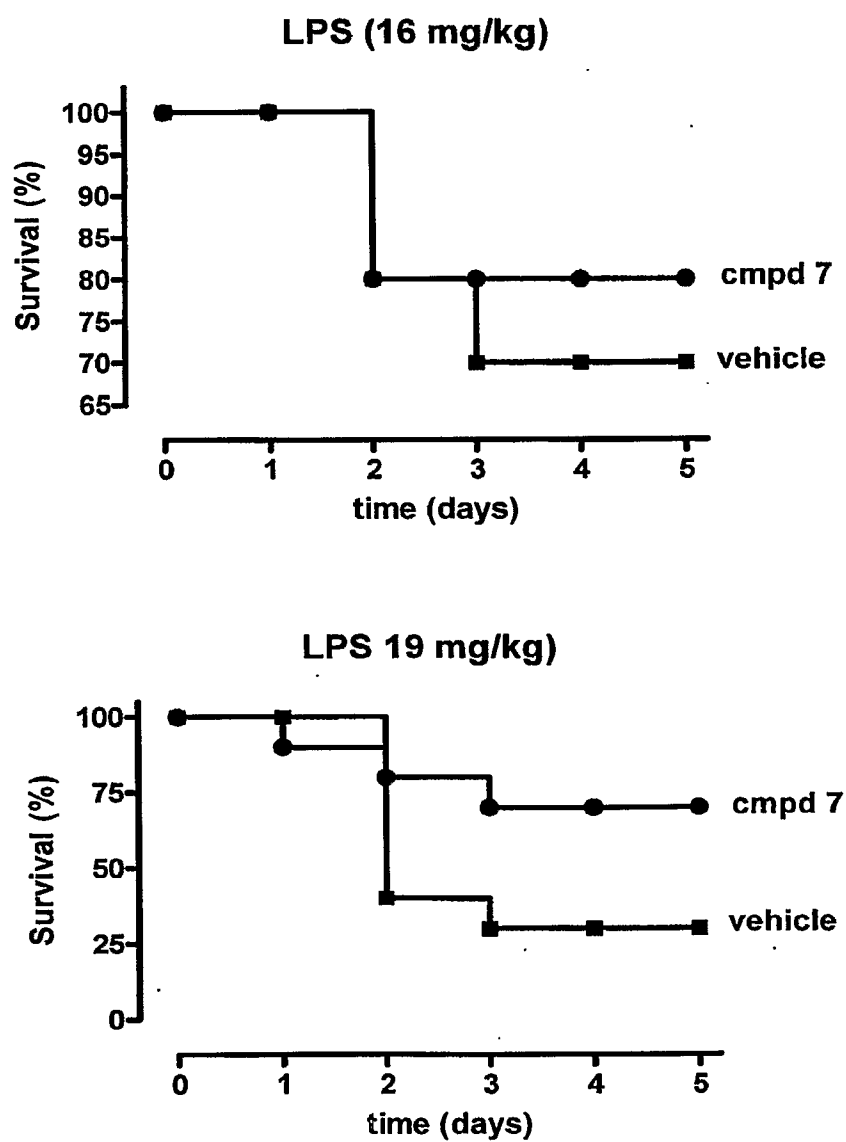 LPS (16 mg/kg)
Survival (%)
100
95
90
85
80
75
70
65
cmpd 7
vehicle
0 1 2 3 4 5
time (days)
LPS 19 mg/kg)
Survival (%)
100
75
50
25
0
cmpd 7
vehicle
0 1 2 3 4 5
time (days)